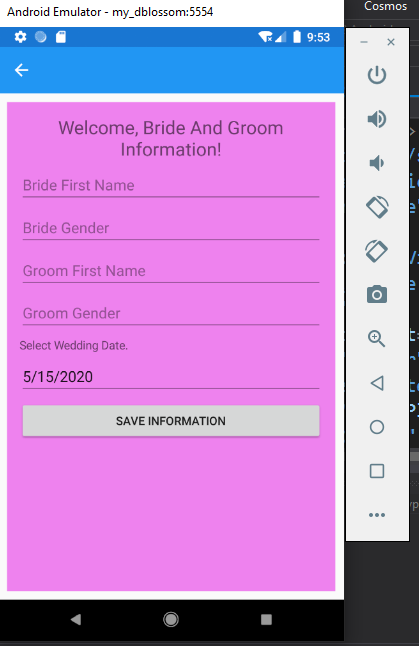 Android Emulator - my_dblossom:5554
Cosmos
9:53
Welcome, Bride And Groom
Information!
Bride First Name
Bride Gender
Groom First Name
Groom Gender
Select Wedding Date.
5/15/2020
SAVE INFORMATION